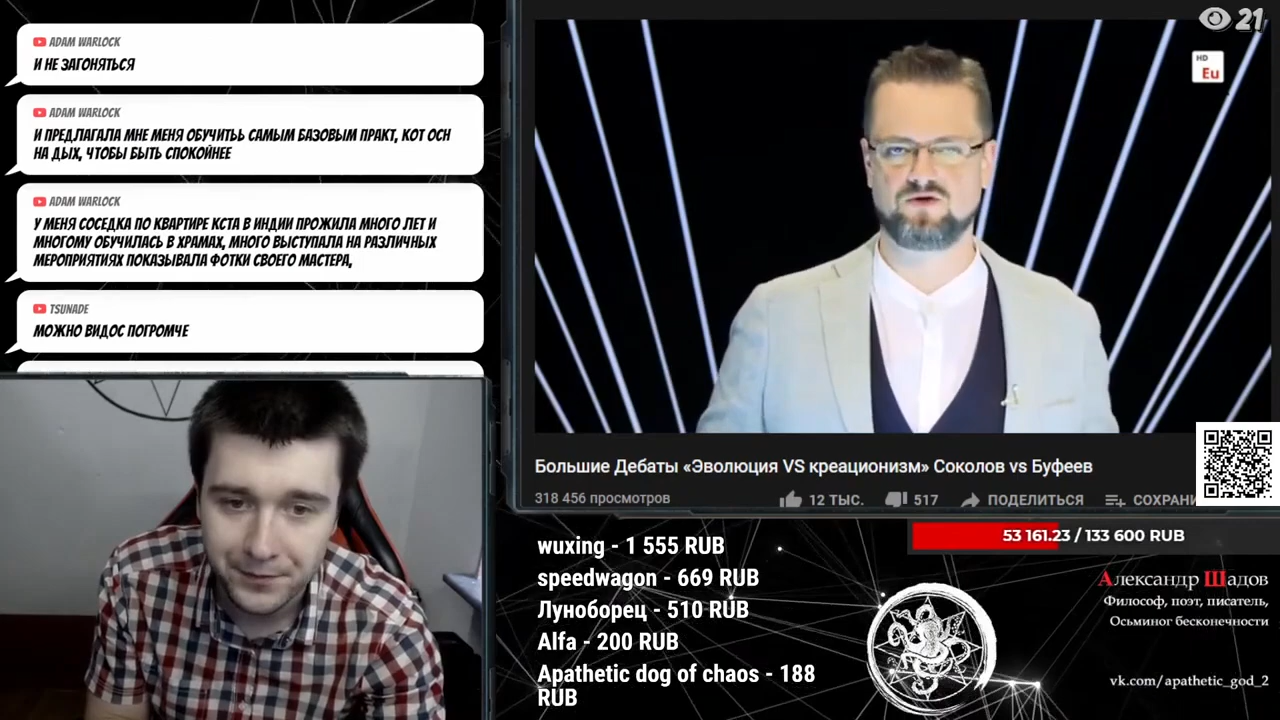 ADAM WARLOCK
И НЕ ЗАГОНЯТЬСЯ
ADAM WARLOCK
И ПРЕДЛАГАЛА МНЕ МЕНЯ ОБУЧИТЬЬ САМЫМ БАЗОВЫМ ПРАКТ, КОТ ОСН
НА ДЫХ, ЧТОБЫ БЫТЬ СПОКОЙНЕЕ
ADAM WARLOCK
У МЕНЯ СОСЕДКА ПО КВАРТИРЕ КСТА В ИНДИИ ПРОЖИЛА МНОГО ЛЕТ И
МНОГОМУ ОБУЧИЛАСЬ В ХРАМАХ, МНОГО ВЫСТУПАЛА НА РАЗЛИЧНЫХ
МЕРОПРИЯТИЯХ ПОКАЗЫВАЛА ФОТКИ СВОЕГО МАСТЕРА,
TSUNADE
МОЖНО ВИДОС ПОГРОМЧЕ
21
HD
Eu
Большие Дебаты «Эволюция VS креационизм» Соколов vs Буфеев
318 456 просмотров
12 ТЫС.
517
ПОДЕЛИТЬСЯ
СОХРАНИ
53 161.23 / 133 600 RUB
wuxing - 1 555 RUB
speedwagon - 669 RUB
Луноборец - 510 RUB
Alfa - 200 RUB
Apathetic dog of chaos - 188
RUB
Александр Шадов
Философ, поэт, писатель,
Осьминог бесконечности
vk.com/apathetic_god_2